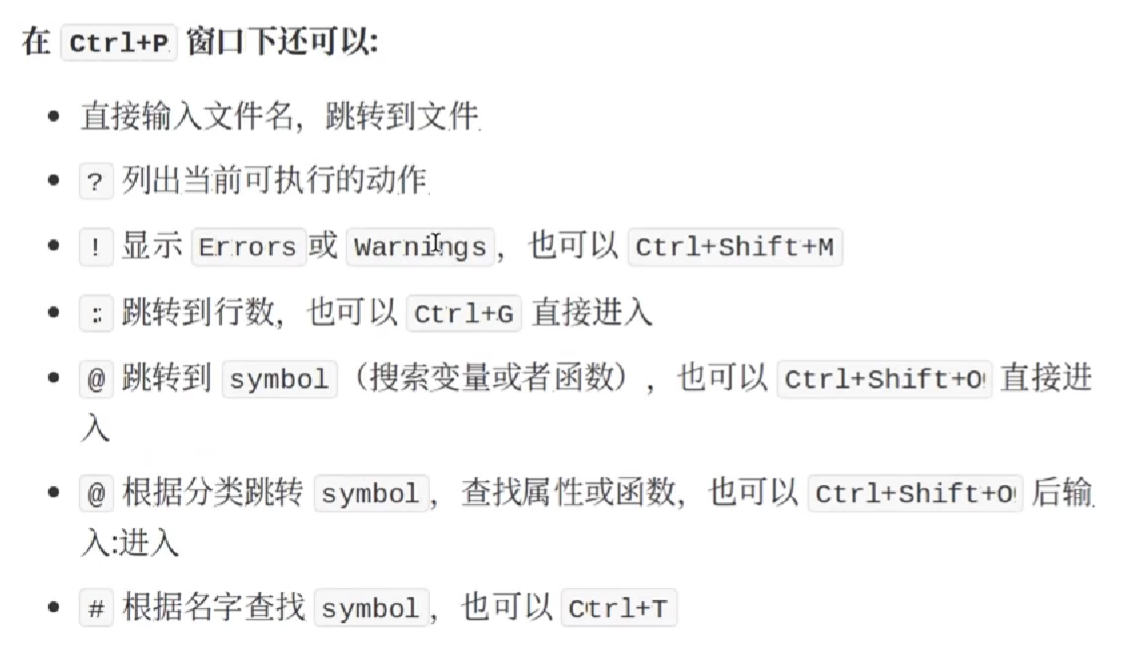 在 Ctrl+P 窗口下还可以:
• 直接输入文件名，跳转到文件
• ? 列出当前可执行的动作
• ! 显示 Errors 或 Warnings，也可以 Ctrl+Shift+M
• : 跳转到行数，也可以 Ctrl+G 直接进入
• @ 跳转到 symbol（搜索变量或者函数），也可以 Ctrl+Shift+O 直接进
入
• @ 根据分类跳转 symbol，查找属性或函数，也可以 Ctrl+Shift+O 后输
入:进入
• # 根据名字查找 symbol，也可以 Ctrl+T